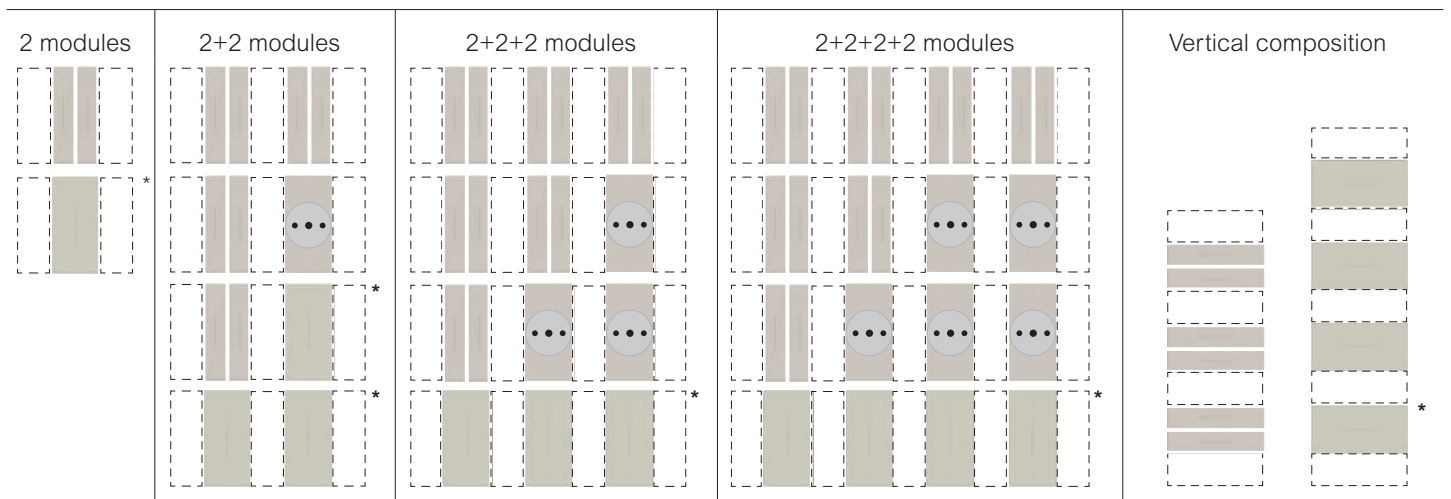 2 modules
2+2 modules
2+2+2 modules
2+2+2+2 modules
Vertical composition
*
*
*
*
*
*